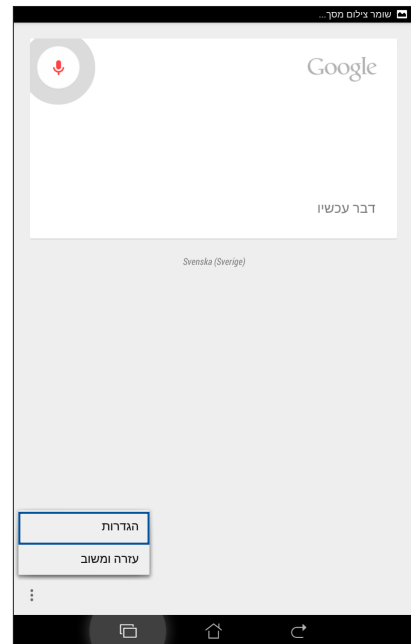 שומר צילום מסך...
Google
דבר עכשיו
Svenska (Sverige)
הגדרות
עזרה ומשוב